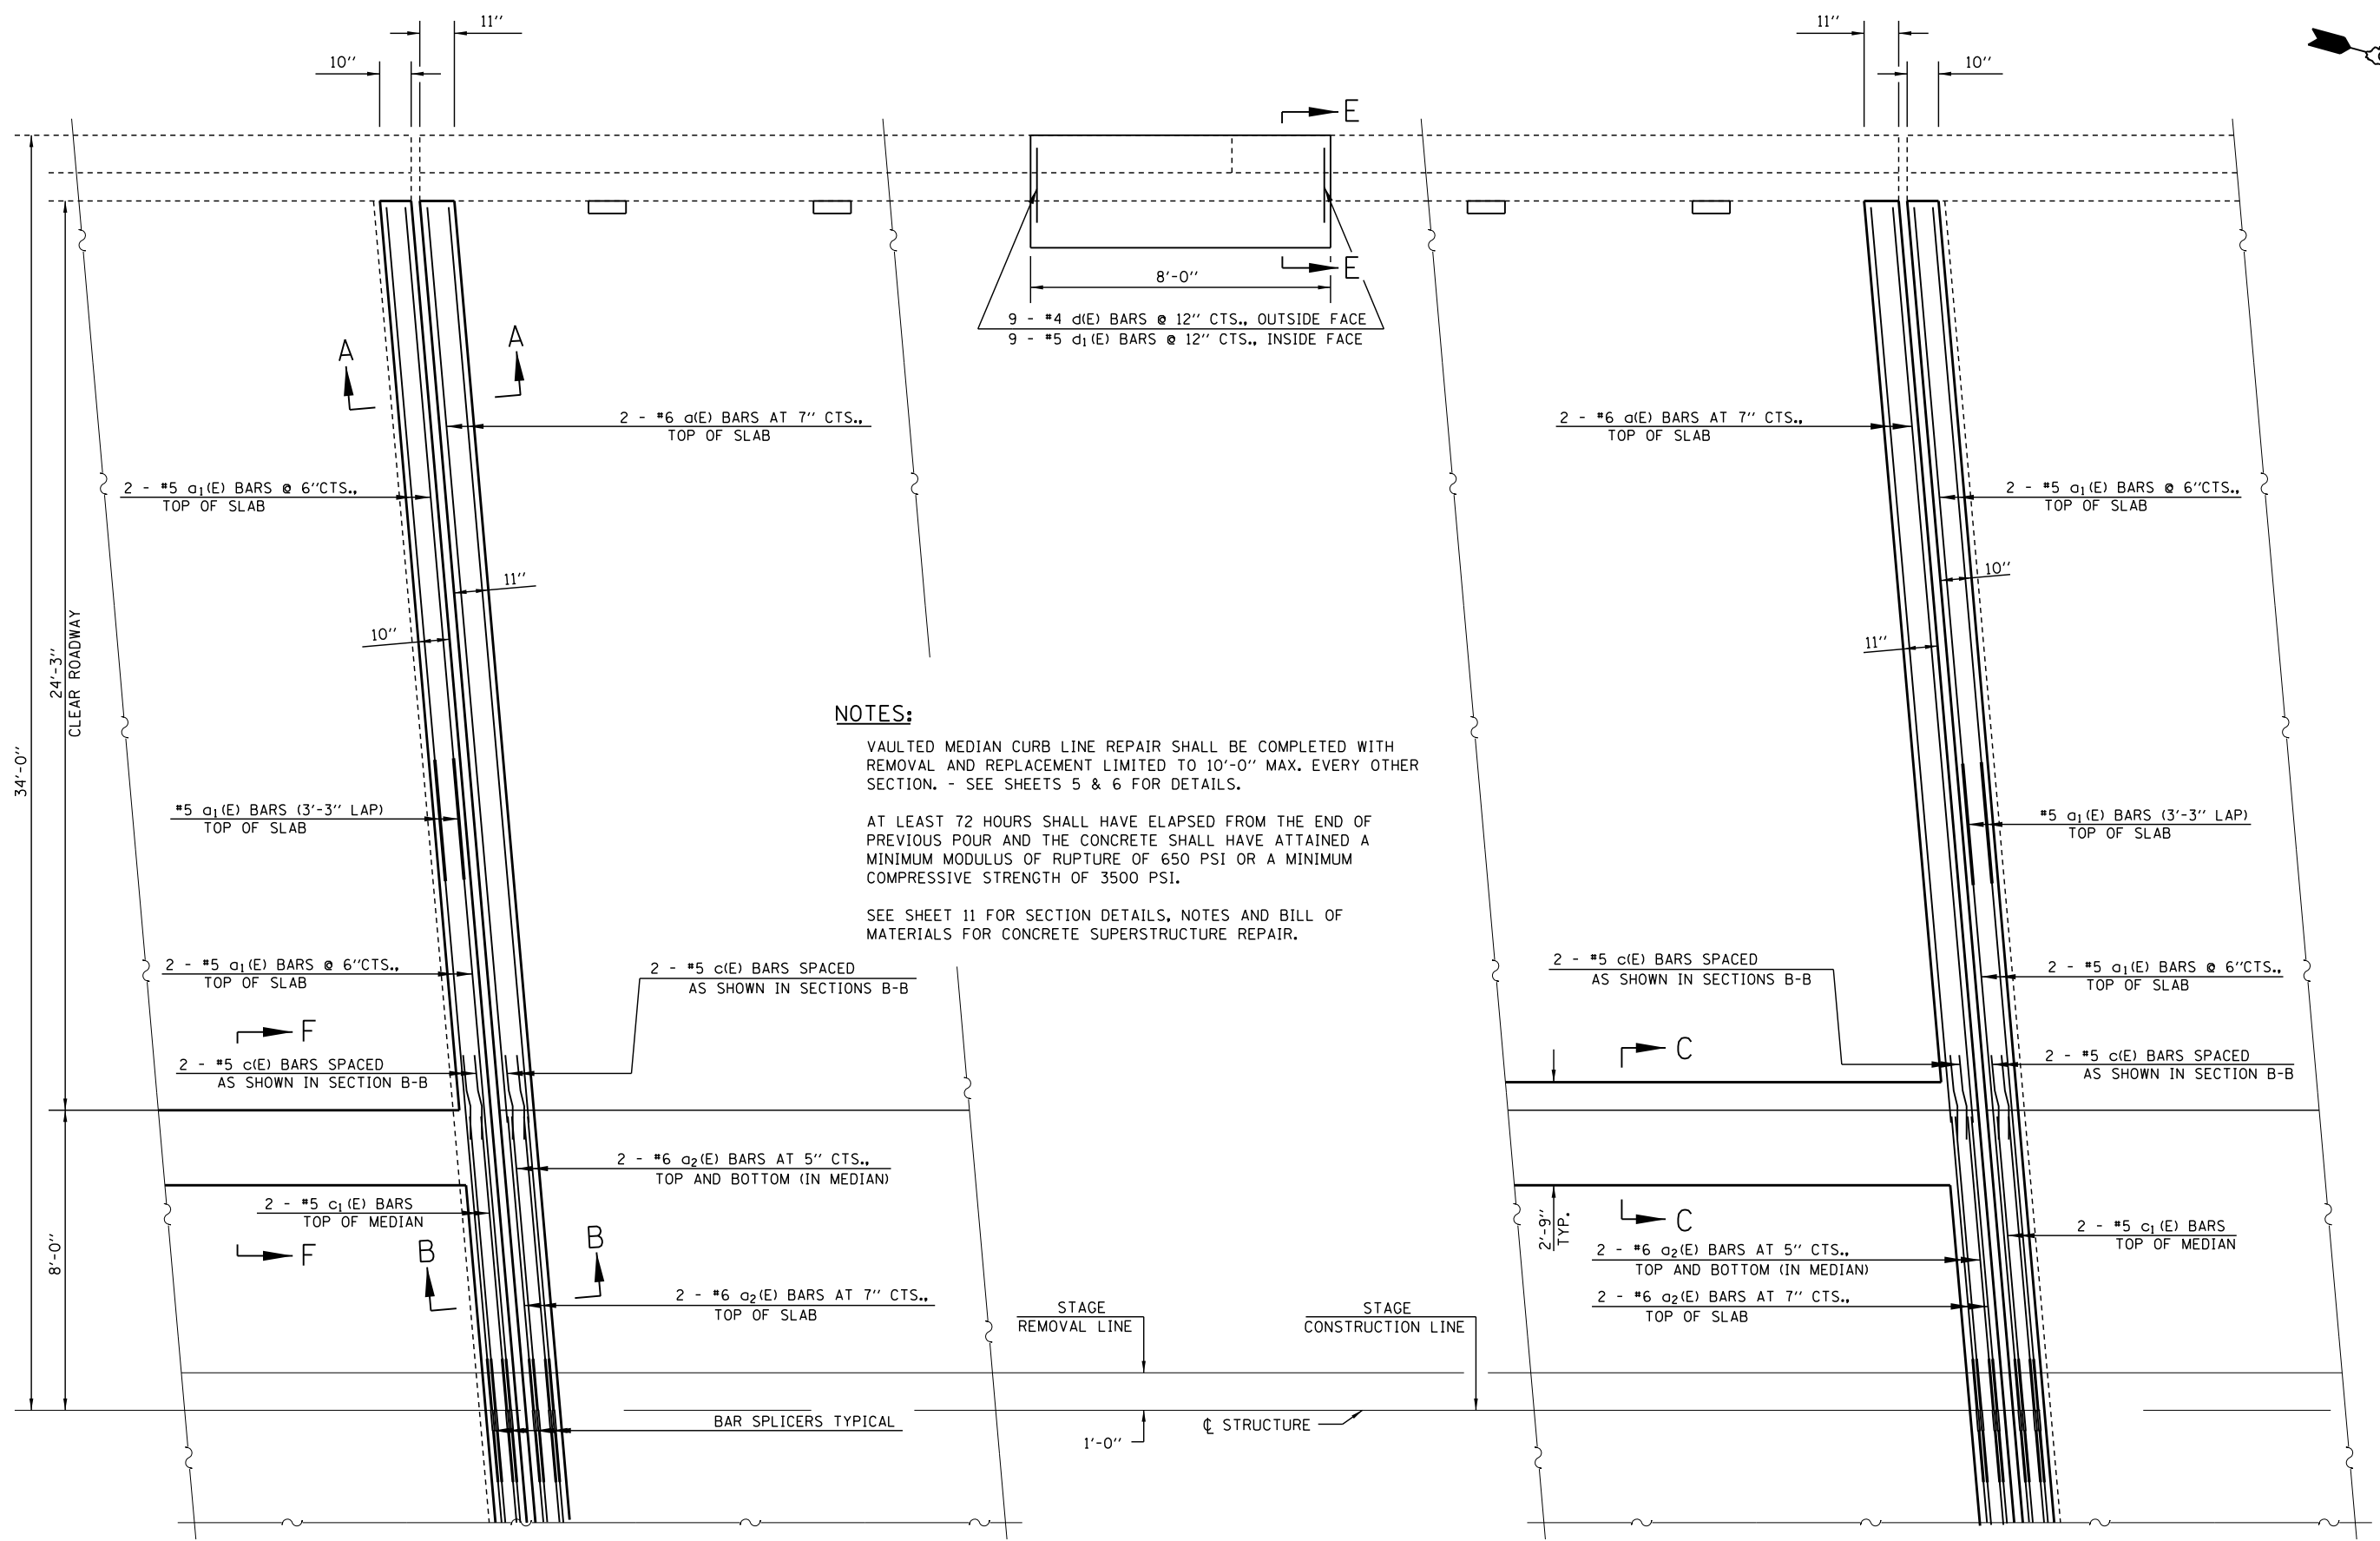 11''
11''
10''
10''
E
E
8'-0''
9 - #4 d(E) BARS @ 12'' CTS., OUTSIDE FACE
9 - #5 d1(E) BARS @ 12'' CTS., INSIDE FACE
A
A
2 - #6 a(E) BARS AT 7'' CTS.,
TOP OF SLAB
2 - #6 a(E) BARS AT 7'' CTS.,
TOP OF SLAB
2 - #5 a1(E) BARS @ 6''CTS.,
TOP OF SLAB
2 - #5 a1(E) BARS @ 6''CTS.,
TOP OF SLAB
11''
10''
10''
11''
24'-3''
CLEAR ROADWAY
34'-0''
NOTES:
VAULTED MEDIAN CURB LINE REPAIR SHALL BE COMPLETED WITH
REMOVAL AND REPLACEMENT LIMITED TO 10'-0'' MAX. EVERY OTHER
SECTION. - SEE SHEETS 5 & 6 FOR DETAILS.
AT LEAST 72 HOURS SHALL HAVE ELAPSED FROM THE END OF
PREVIOUS POUR AND THE CONCRETE SHALL HAVE ATTAINED A
MINIMUM MODULUS OF RUPTURE OF 650 PSI OR A MINIMUM
COMPRESSIVE STRENGTH OF 3500 PSI.
SEE SHEET 11 FOR SECTION DETAILS, NOTES AND BILL OF
MATERIALS FOR CONCRETE SUPERSTRUCTURE REPAIR.
#5 a1(E) BARS (3'-3'' LAP)
TOP OF SLAB
#5 a1(E) BARS (3'-3'' LAP)
TOP OF SLAB
2 - #5 a1(E) BARS @ 6''CTS.,
TOP OF SLAB
2 - #5 c(E) BARS SPACED
AS SHOWN IN SECTIONS B-B
2 - #5 c(E) BARS SPACED
AS SHOWN IN SECTIONS B-B
2 - #5 a1(E) BARS @ 6''CTS.,
TOP OF SLAB
F
2 - #5 c(E) BARS SPACED
AS SHOWN IN SECTION B-B
C
2 - #5 c(E) BARS SPACED
AS SHOWN IN SECTION B-B
2 - #6 a2(E) BARS AT 5'' CTS.,
TOP AND BOTTOM (IN MEDIAN)
2 - #5 c1(E) BARS
TOP OF MEDIAN
F
B
B
8'-0''
C
2'-9''
TYP.
2 - #5 c1(E) BARS
TOP OF MEDIAN
2 - #6 a2(E) BARS AT 5'' CTS.,
TOP AND BOTTOM (IN MEDIAN)
2 - #6 a2(E) BARS AT 7'' CTS.,
TOP OF SLAB
2 - #6 a2(E) BARS AT 7'' CTS.,
TOP OF SLAB
STAGE
REMOVAL LINE
STAGE
CONSTRUCTION LINE
BAR SPLICERS TYPICAL
1'-0''
℄ STRUCTURE